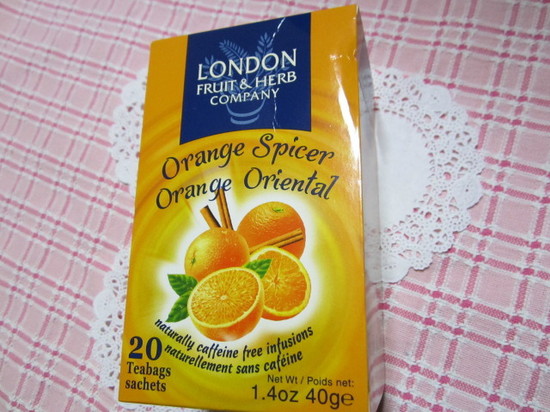 LONDON
FRUIT & HERB
COMPANY
Orange Spicer
Orange Oriental
naturally caffeine free infusions
naturellement sans caféine
20
Teabags
sachets
Net Wt / Poids net:
1.4oz 40g℮